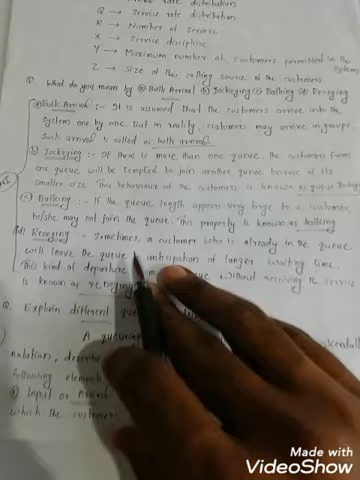 Q → Service rate distribution
R → Number of servers
X → Service discipline
Y → Maximum number of customers permitted in the System
Z → Size of the calling source of the customers
Q. What do you mean by (a) Bulk Arrival (b) Jockeying (c) Balking (d) Reneging
(a) Bulk Arrival :- It is assumed that the customers arrive into the
system one by one. But in reality, customers may arrive in groups.
Such arrival is called as bulk arrival
(b) Jockeying :- If there is more than one queue, the customers from
one queue will be tempted to join another queue because of its
smaller size. This behaviour of the customers is known as queue
(c) Balking :- If the queue length appears very large to a customer,
he/she may not join the queue. This property is known as balking
(d) :- Sometimes, a customer who is already in the queue
will leave the queue anticipation of longer waiting time.
This kind of departure without receiving the service
is known as
Q. Explain different
A
Kendall
notation,
following element
① Input or Arrival
which the customers
Made with
VideoShow